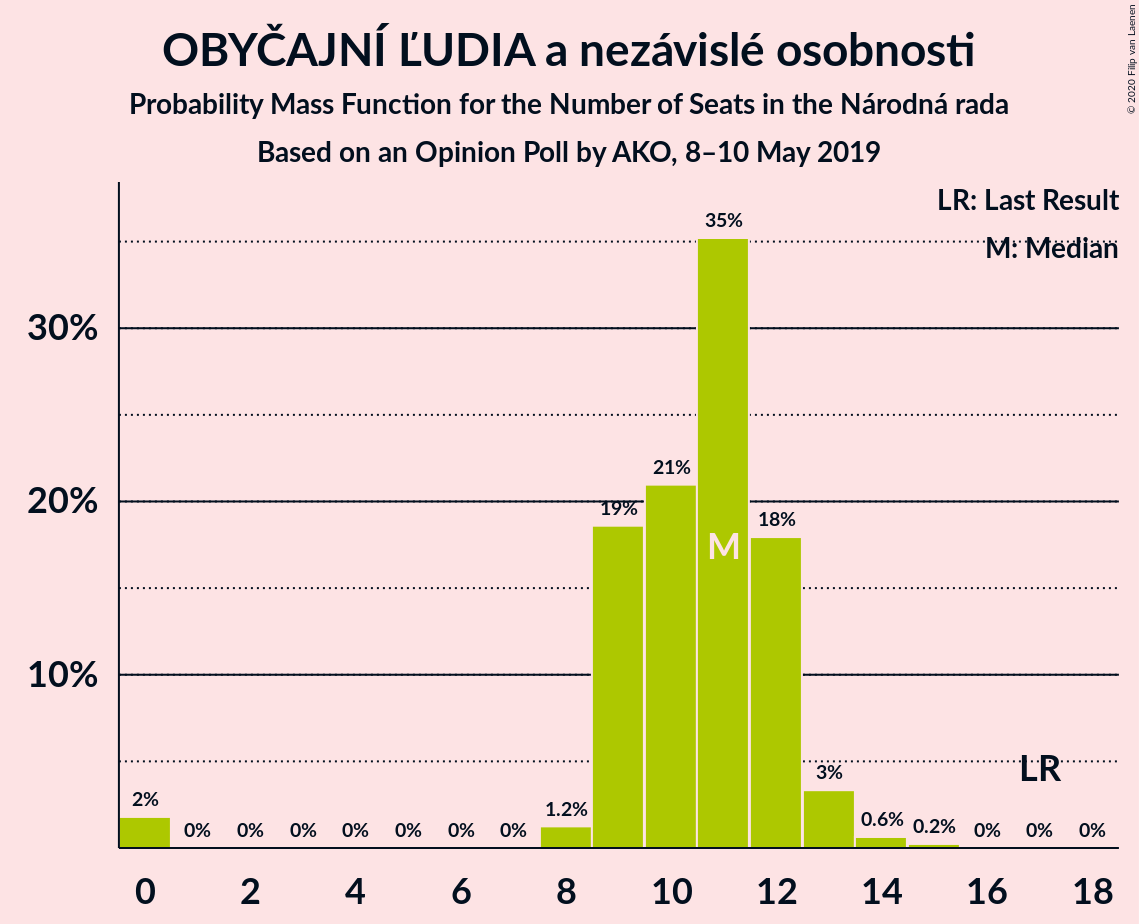 OBYČAJNÍ ĽUDIA a nezávislé osobnosti
Probability Mass Function for the Number of Seats in the Národná rada
Based on an Opinion Poll by AKO, 8–10 May 2019
© 2020 Filip van Laenen
LR: Last Result
M: Median
30%
20%
10%
2% 0% 0% 0% 0% 0% 0% 0% 1.2% 19% 21% 35% 18% 3% 0.6% 0.2% 0% 0% 0%
M
LR
0 2 4 6 8 10 12 14 16 18